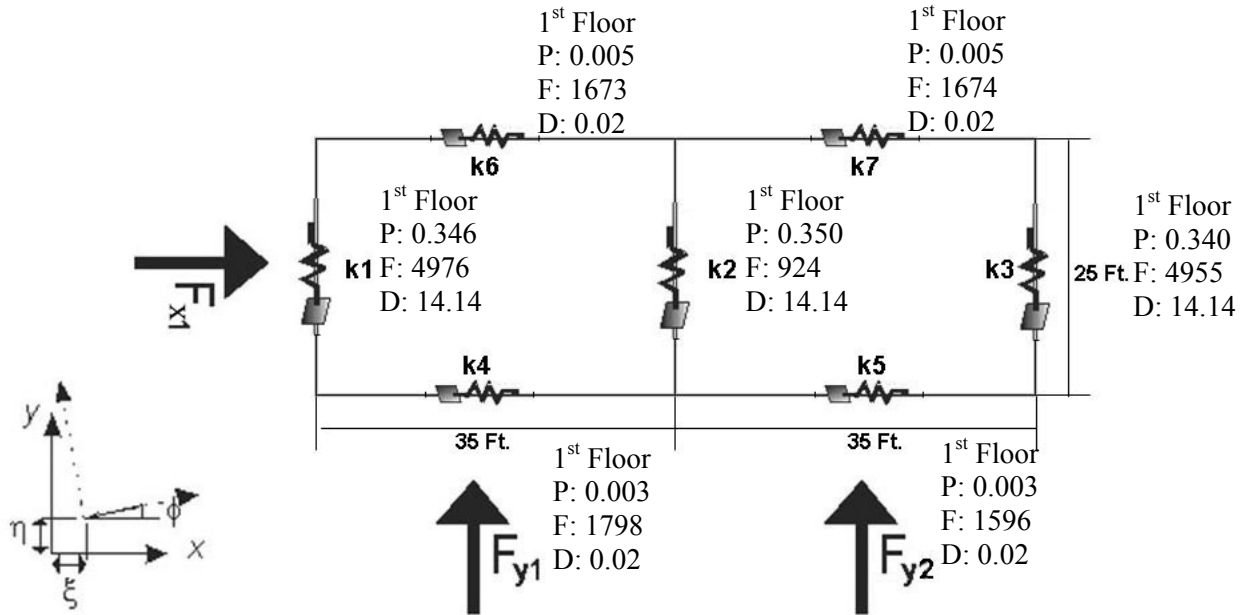 1st Floor
P: 0.005
F: 1673
D: 0.02
1st Floor
P: 0.005
F: 1674
D: 0.02
k6
k7
1st Floor
P: 0.346
F: 4976
D: 14.14
k1
1st Floor
P: 0.350
F: 924
D: 14.14
k2
k3
25 Ft.
1st Floor
P: 0.340
F: 4955
D: 14.14
Fx1
k4
k5
35 Ft.
35 Ft.
1st Floor
P: 0.003
F: 1798
D: 0.02
1st Floor
P: 0.003
F: 1596
D: 0.02
Fy1
Fy2
y
η
ϕ
x
ξ